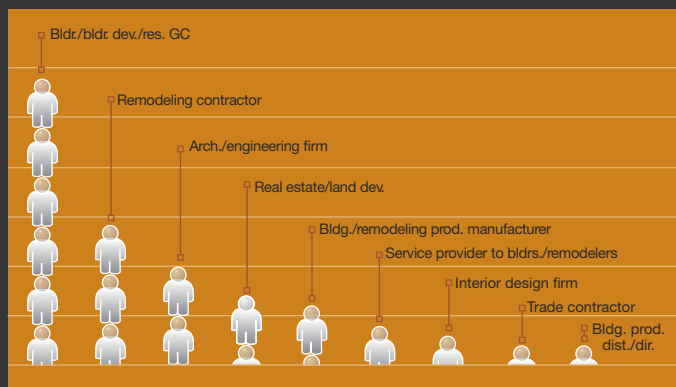 Bldr./bldr. dev./res. GC
Remodeling contractor
Arch./engineering firm
Real estate/land dev.
Bldg./remodeling prod. manufacturer
Service provider to bldrs./remodelers
Interior design firm
Trade contractor
Bldg. prod.
dist./dir.